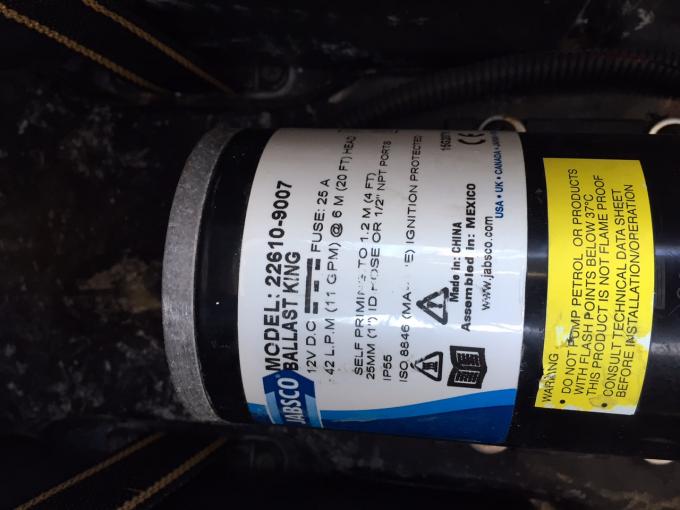 JABSCO
MODEL: 22610-9007
BALLAST KING
12V D.C FUSE: 25 A
42 L.P.M (11 GPM) @ 6 M (20 FT) HEAD
SELF PRIMING TO 1.2 M (4 FT)
25MM (1") ID HOSE OR 1/2" NPT PORTS
IP55
ISO 8846 (MARINE) IGNITION PROTECTED
Made in: CHINA
Assembled in: MEXICO
www.jabsco.com
CE
USA • UK • CANADA •
WARNING
• DO NOT PUMP PETROL OR PRODUCTS
WITH FLASH POINTS BELOW 37°C
THIS PRODUCT IS NOT FLAME PROOF
• CONSULT TECHNICAL DATA SHEET
BEFORE INSTALLATION/OPERATION